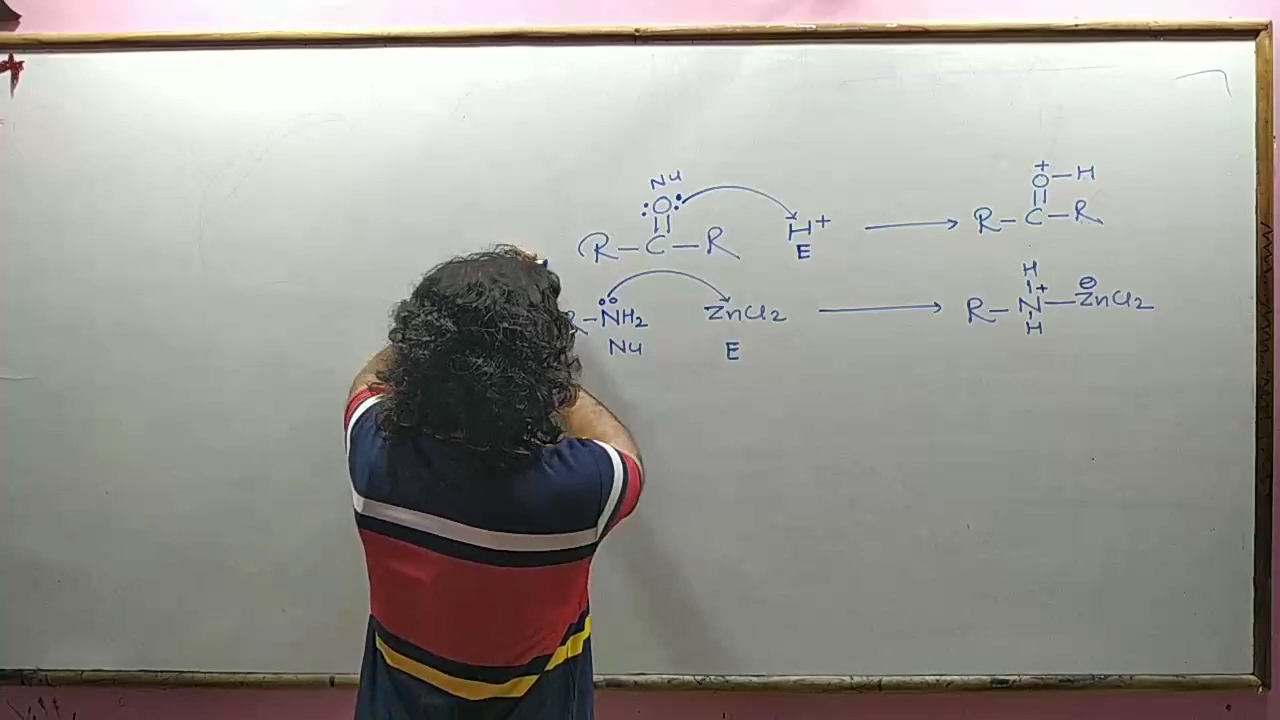 Nu
:O: H+ ⟶ +O–H
|| ||
R–C–R E R–C–R
H
R–NH2 ZnCl2 ⟶ R–N+–ZnCl2 ⊖
Nu E H